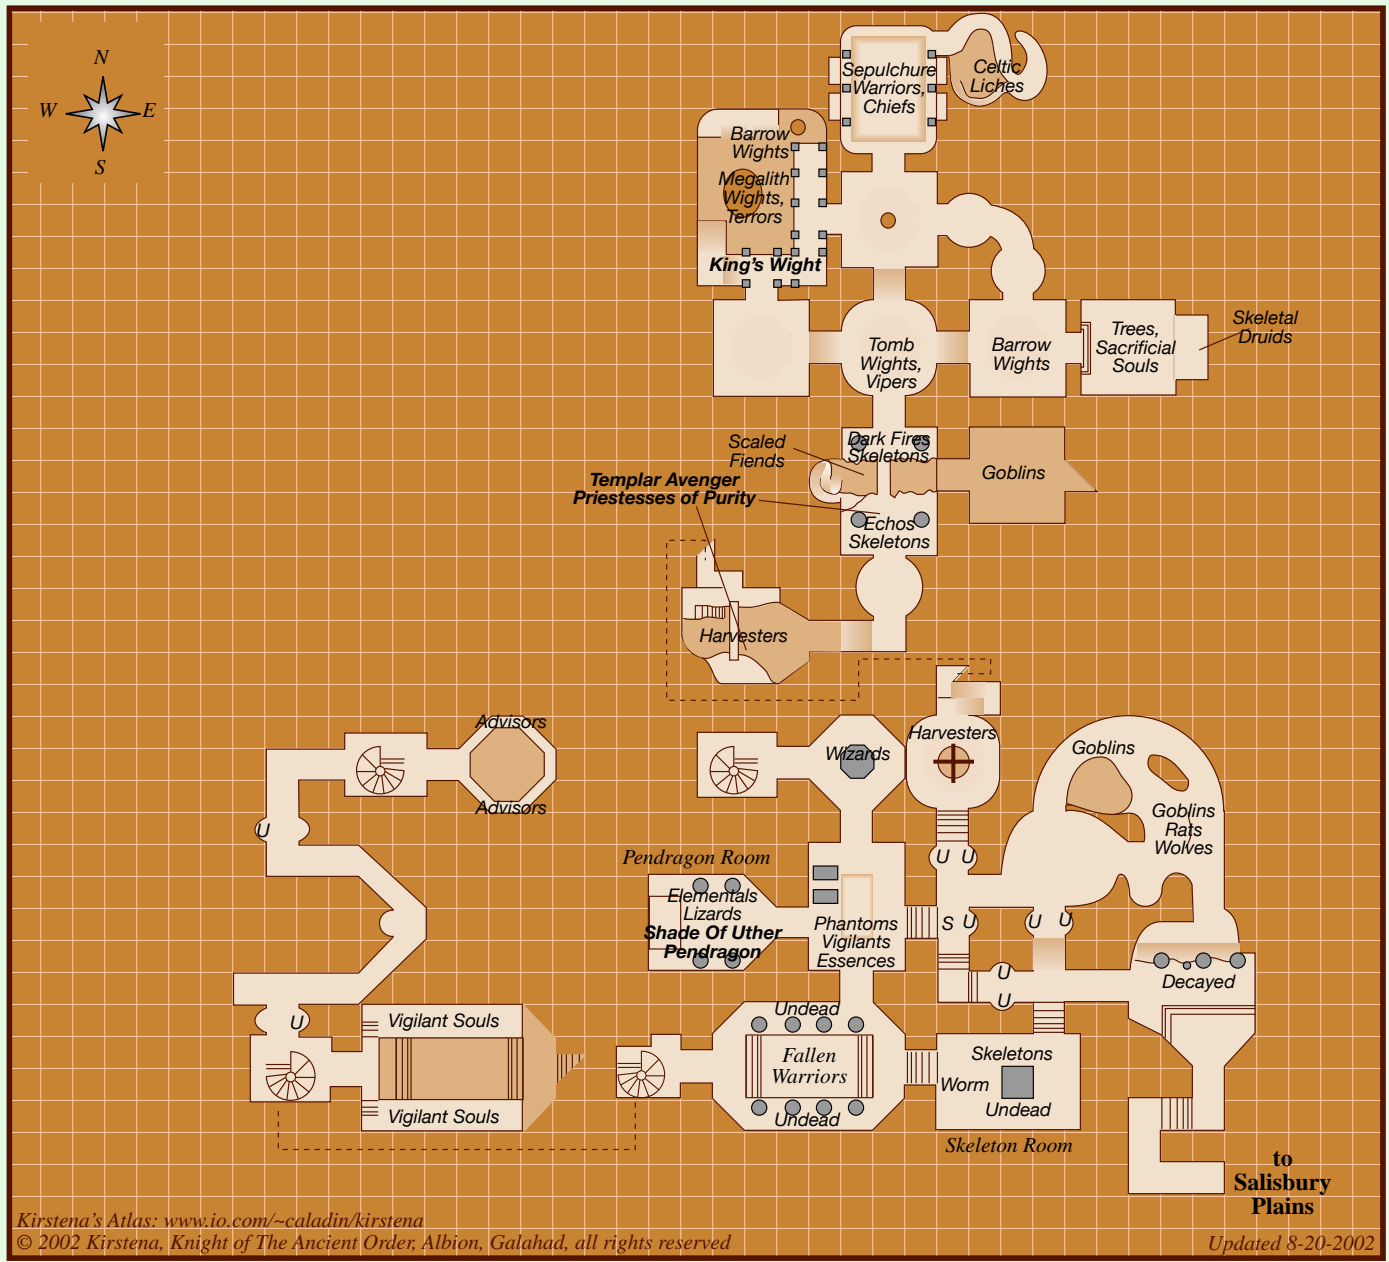 N
W
E
S
Sepulchure
Warriors,
Chiefs
Celtic
Liches
Barrow
Wights
Megalith
Wights,
Terrors
King's Wight
Tomb
Wights,
Vipers
Barrow
Wights
Trees,
Sacrificial
Souls
Skeletal
Druids
Scaled
Fiends
Dark Fires
Skeletons
Goblins
Templar Avenger
Priestesses of Purity
Echos
Skeletons
Harvesters
Advisors
Advisors
U
Wizards
Harvesters
Goblins
Goblins
Rats
Wolves
U U
Pendragon Room
Elementals
Lizards
Shade Of Uther
Pendragon
Phantoms
Vigilants
Essences
S U
U U
U
U
Decayed
U
Vigilant Souls
Vigilant Souls
Undead
Fallen
Warriors
Undead
Skeletons
Worm
Undead
Skeleton Room
to
Salisbury
Plains
Kirstena's Atlas: www.io.com/~caladin/kirstena
© 2002 Kirstena, Knight of The Ancient Order, Albion, Galahad, all rights reserved
Updated 8-20-2002